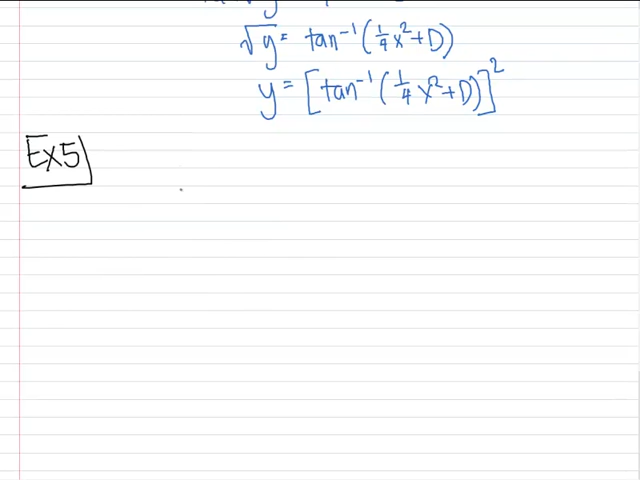 √y = tan⁻¹(¼x²+D)
y = [tan⁻¹(¼x²+D)]²
Ex5